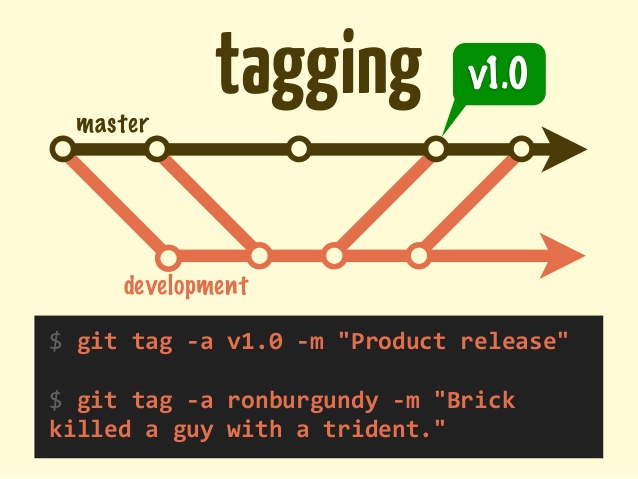 tagging
v1.0
master
development
$ git tag -a v1.0 -m "Product release"
$ git tag -a ronburgundy -m "Brick
killed a guy with a trident."